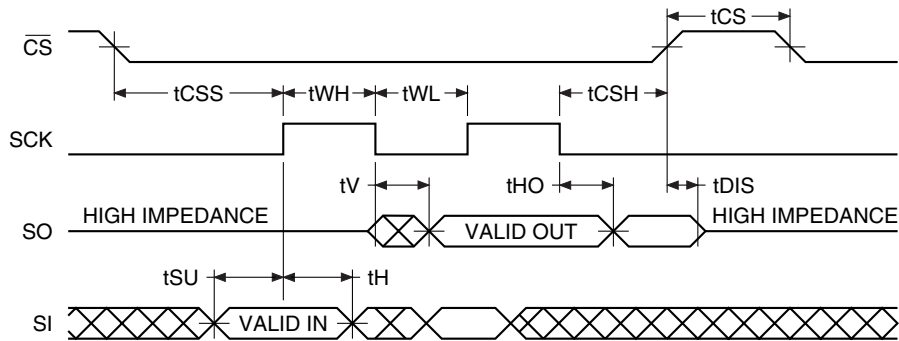 tCS
CS
tCSS tWH tWL tCSH
SCK
tV tHO tDIS
HIGH IMPEDANCE VALID OUT HIGH IMPEDANCE
SO
tSU tH
SI VALID IN